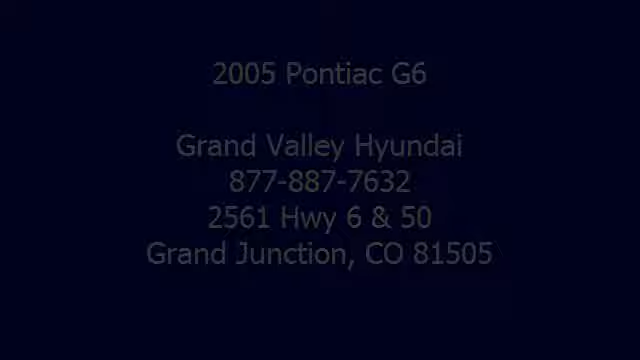 2005 Pontiac G6
Grand Valley Hyundai
877-887-7632
2561 Hwy 6 & 50
Grand Junction, CO 81505